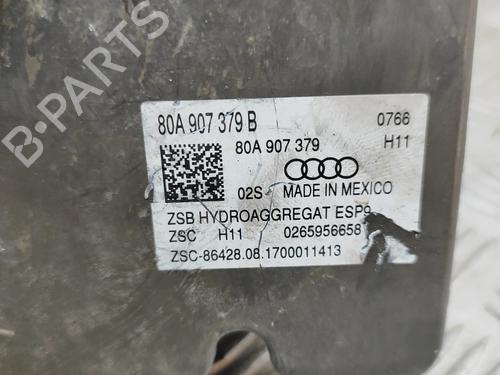 B-PARTS
80A 907 379 B 0766
80A 907 379 H11
02S- MADE IN MEXICO
ZSB HYDROAGGREGAT ESP9
ZSC H11 0265956658
ZSC-86428.08.1700011413